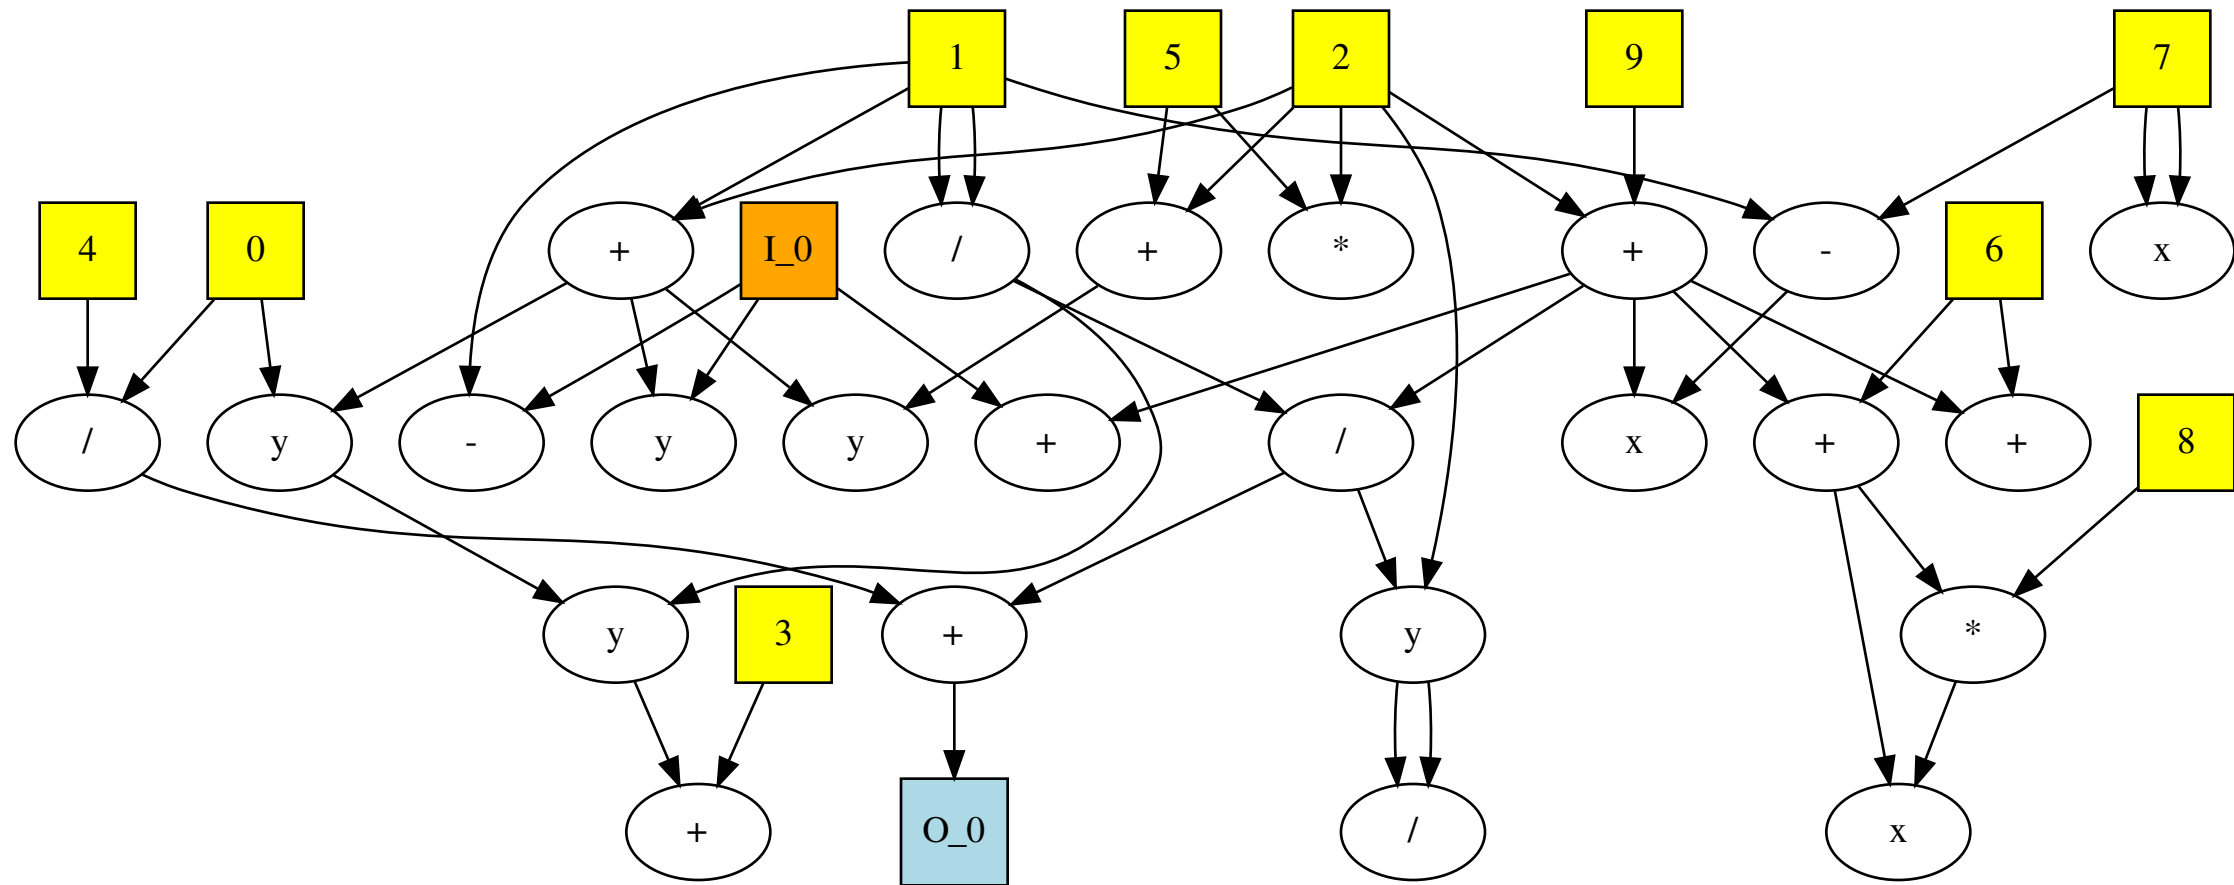 1 5 2 9 7
4 0 + I_0 / + * + - 6 x
/ y - y y + / x + + 8
y 3 + y *
+ O_0 / x